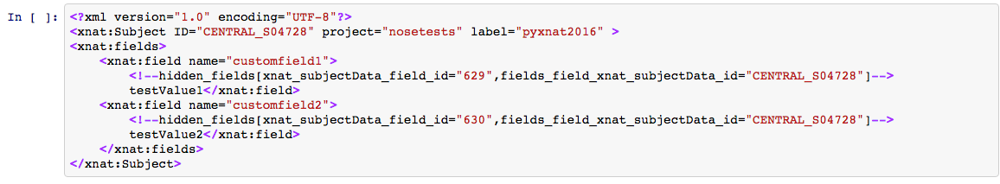 In [ ]: <?xml version="1.0" encoding="UTF-8"?>
<xnat:Subject ID="CENTRAL_S04728" project="nosetests" label="pyxnat2016" >
<xnat:fields>
    <xnat:field name="customfield1">
        <!--hidden_fields[xnat_subjectData_field_id="629",fields_field_xnat_subjectData_id="CENTRAL_S04728"]-->
        testValue1</xnat:field>
    <xnat:field name="customfield2">
        <!--hidden_fields[xnat_subjectData_field_id="630",fields_field_xnat_subjectData_id="CENTRAL_S04728"]-->
        testValue2</xnat:field>
    </xnat:fields>
</xnat:Subject>